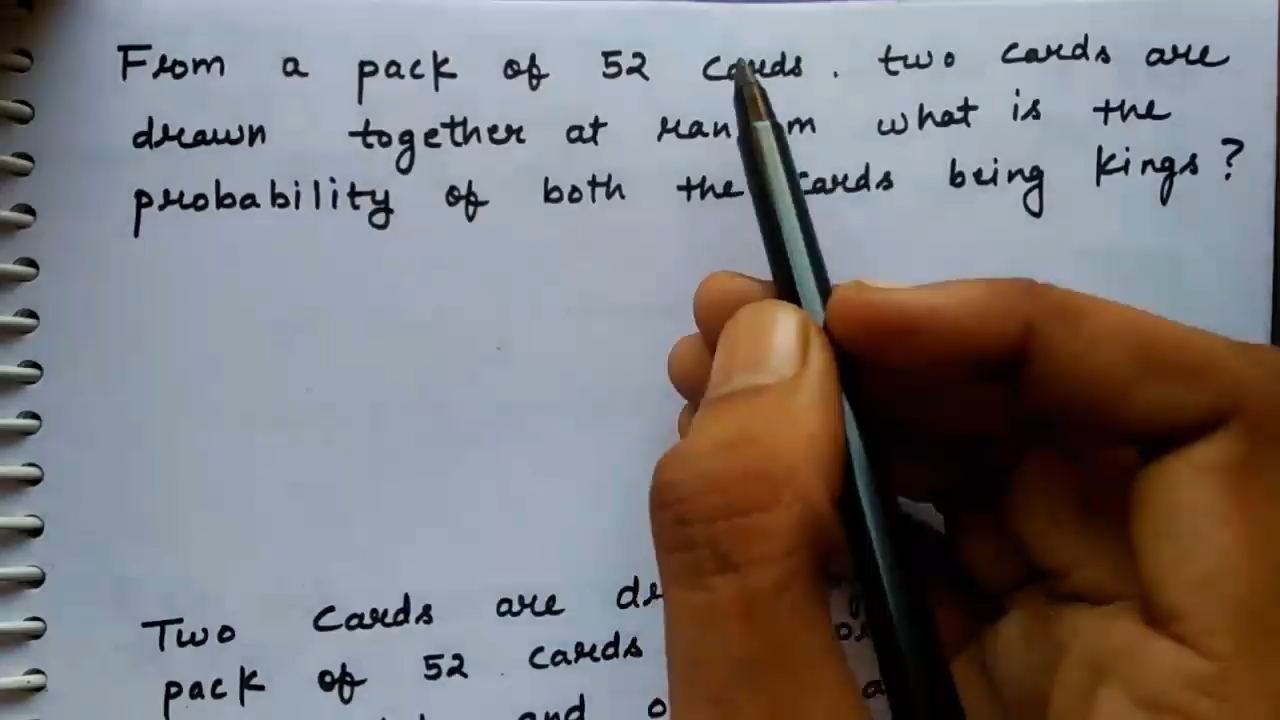 From a pack of 52 cards. two cards are
drawn together at random what is the
probability of both the cards being kings?
Two cards are
pack of 52 cards
and